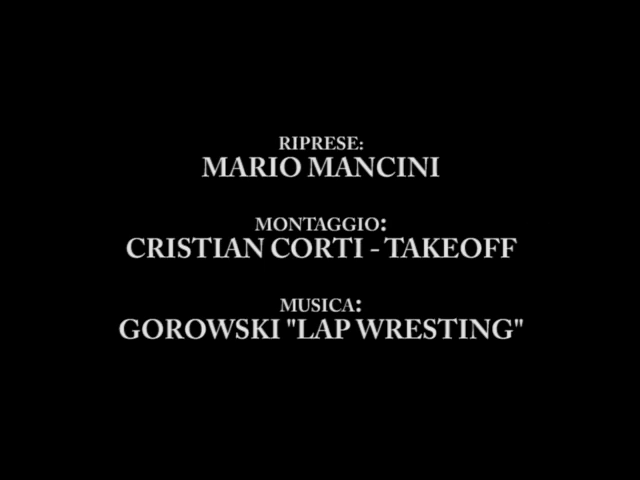 RIPRESE:
MARIO MANCINI
MONTAGGIO:
CRISTIAN CORTI - TAKEOFF
MUSICA:
GOROWSKI "LAP WRESTING"